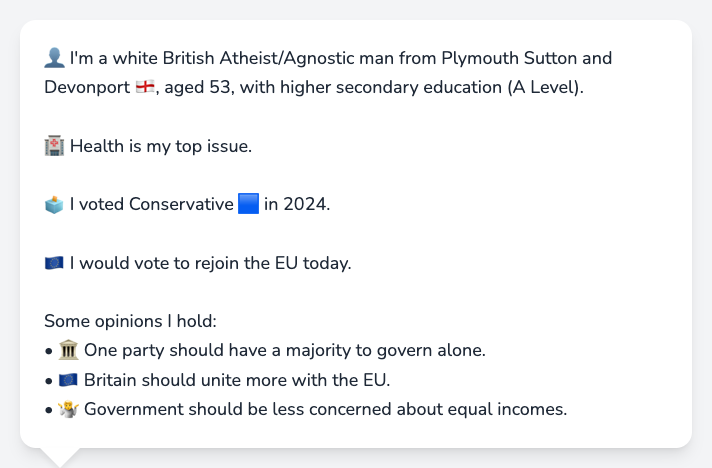 👤 I'm a white British Atheist/Agnostic man from Plymouth Sutton and
Devonport 🏴󠁧󠁢󠁥󠁮󠁧󠁿, aged 53, with higher secondary education (A Level).
🏥 Health is my top issue.
🗳️ I voted Conservative 🟦 in 2024.
🇪🇺 I would vote to rejoin the EU today.
Some opinions I hold:
• 🏛️ One party should have a majority to govern alone.
• 🇪🇺 Britain should unite more with the EU.
• 🤷 Government should be less concerned about equal incomes.